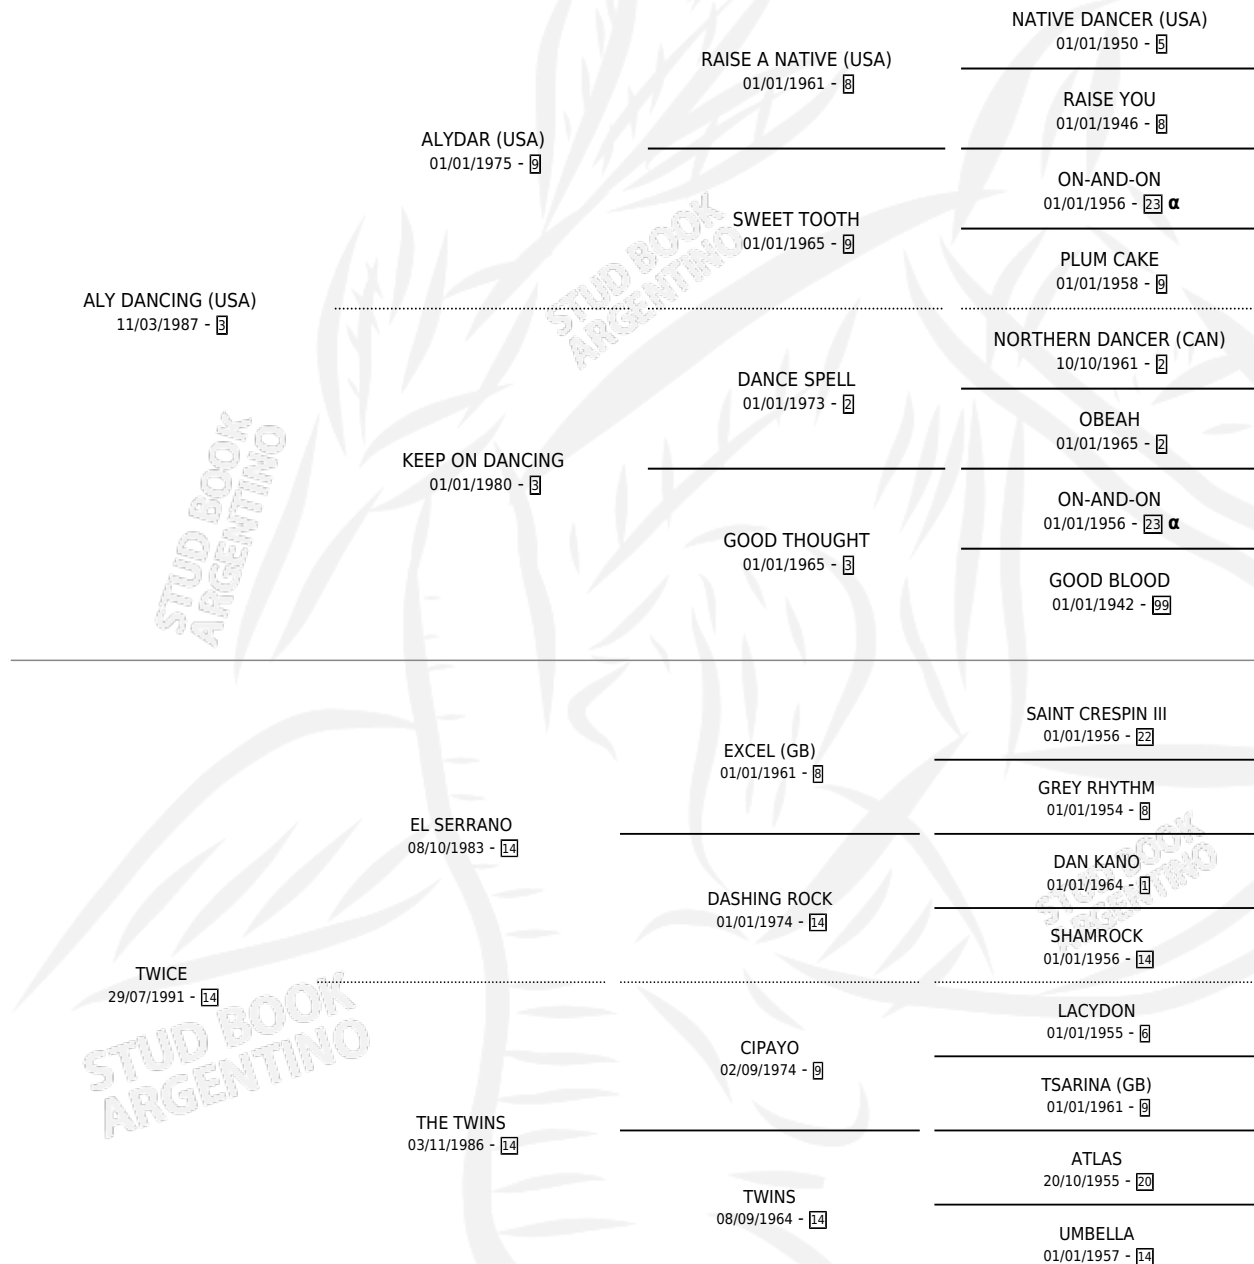 NATIVE DANCER (USA)
01/01/1950 - 5
RAISE A NATIVE (USA)
01/01/1961 - 8
RAISE YOU
01/01/1946 - 8
ALYDAR (USA)
01/01/1975 - 9
ON-AND-ON
01/01/1956 - 23 α
SWEET TOOTH
01/01/1965 - 9
PLUM CAKE
01/01/1958 - 9
ALY DANCING (USA)
11/03/1987 - 3
NORTHERN DANCER (CAN)
10/10/1961 - 2
DANCE SPELL
01/01/1973 - 2
OBEAH
01/01/1965 - 2
KEEP ON DANCING
01/01/1980 - 3
ON-AND-ON
01/01/1956 - 23 α
GOOD THOUGHT
01/01/1965 - 3
GOOD BLOOD
01/01/1942 - 99
SAINT CRESPIN III
01/01/1956 - 22
EXCEL (GB)
01/01/1961 - 8
GREY RHYTHM
01/01/1954 - 8
EL SERRANO
08/10/1983 - 14
DAN KANO
01/01/1964 - 1
DASHING ROCK
01/01/1974 - 14
SHAMROCK
01/01/1956 - 14
TWICE
29/07/1991 - 14
LACYDON
01/01/1955 - 6
CIPAYO
02/09/1974 - 9
TSARINA (GB)
01/01/1961 - 9
THE TWINS
03/11/1986 - 14
ATLAS
20/10/1955 - 20
TWINS
08/09/1964 - 14
UMBELLA
01/01/1957 - 14
STUD BOOK
ARGENTINO
STUD BOOK
ARGENTINO
STUD BOOK
ARGENTINO
STUD BOOK
ARGENTINO